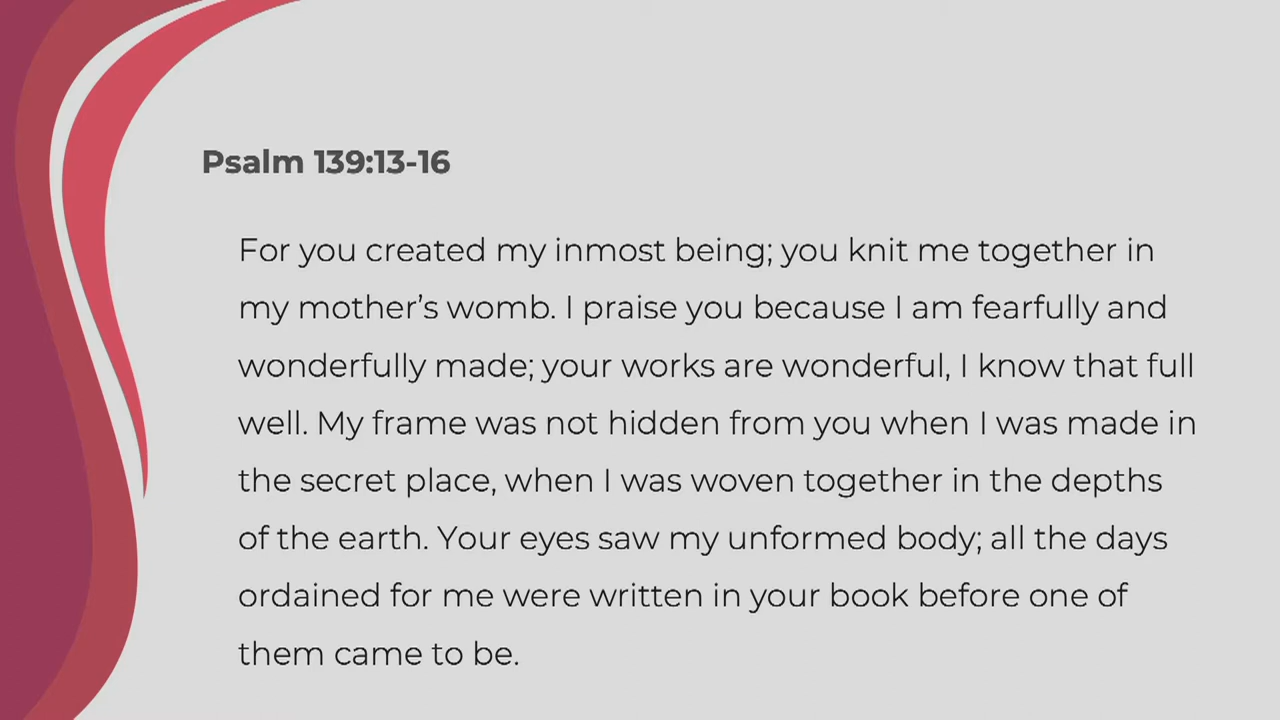 Psalm 139:13-16
For you created my inmost being; you knit me together in
my mother’s womb. I praise you because I am fearfully and
wonderfully made; your works are wonderful, I know that full
well. My frame was not hidden from you when I was made in
the secret place, when I was woven together in the depths
of the earth. Your eyes saw my unformed body; all the days
ordained for me were written in your book before one of
them came to be.